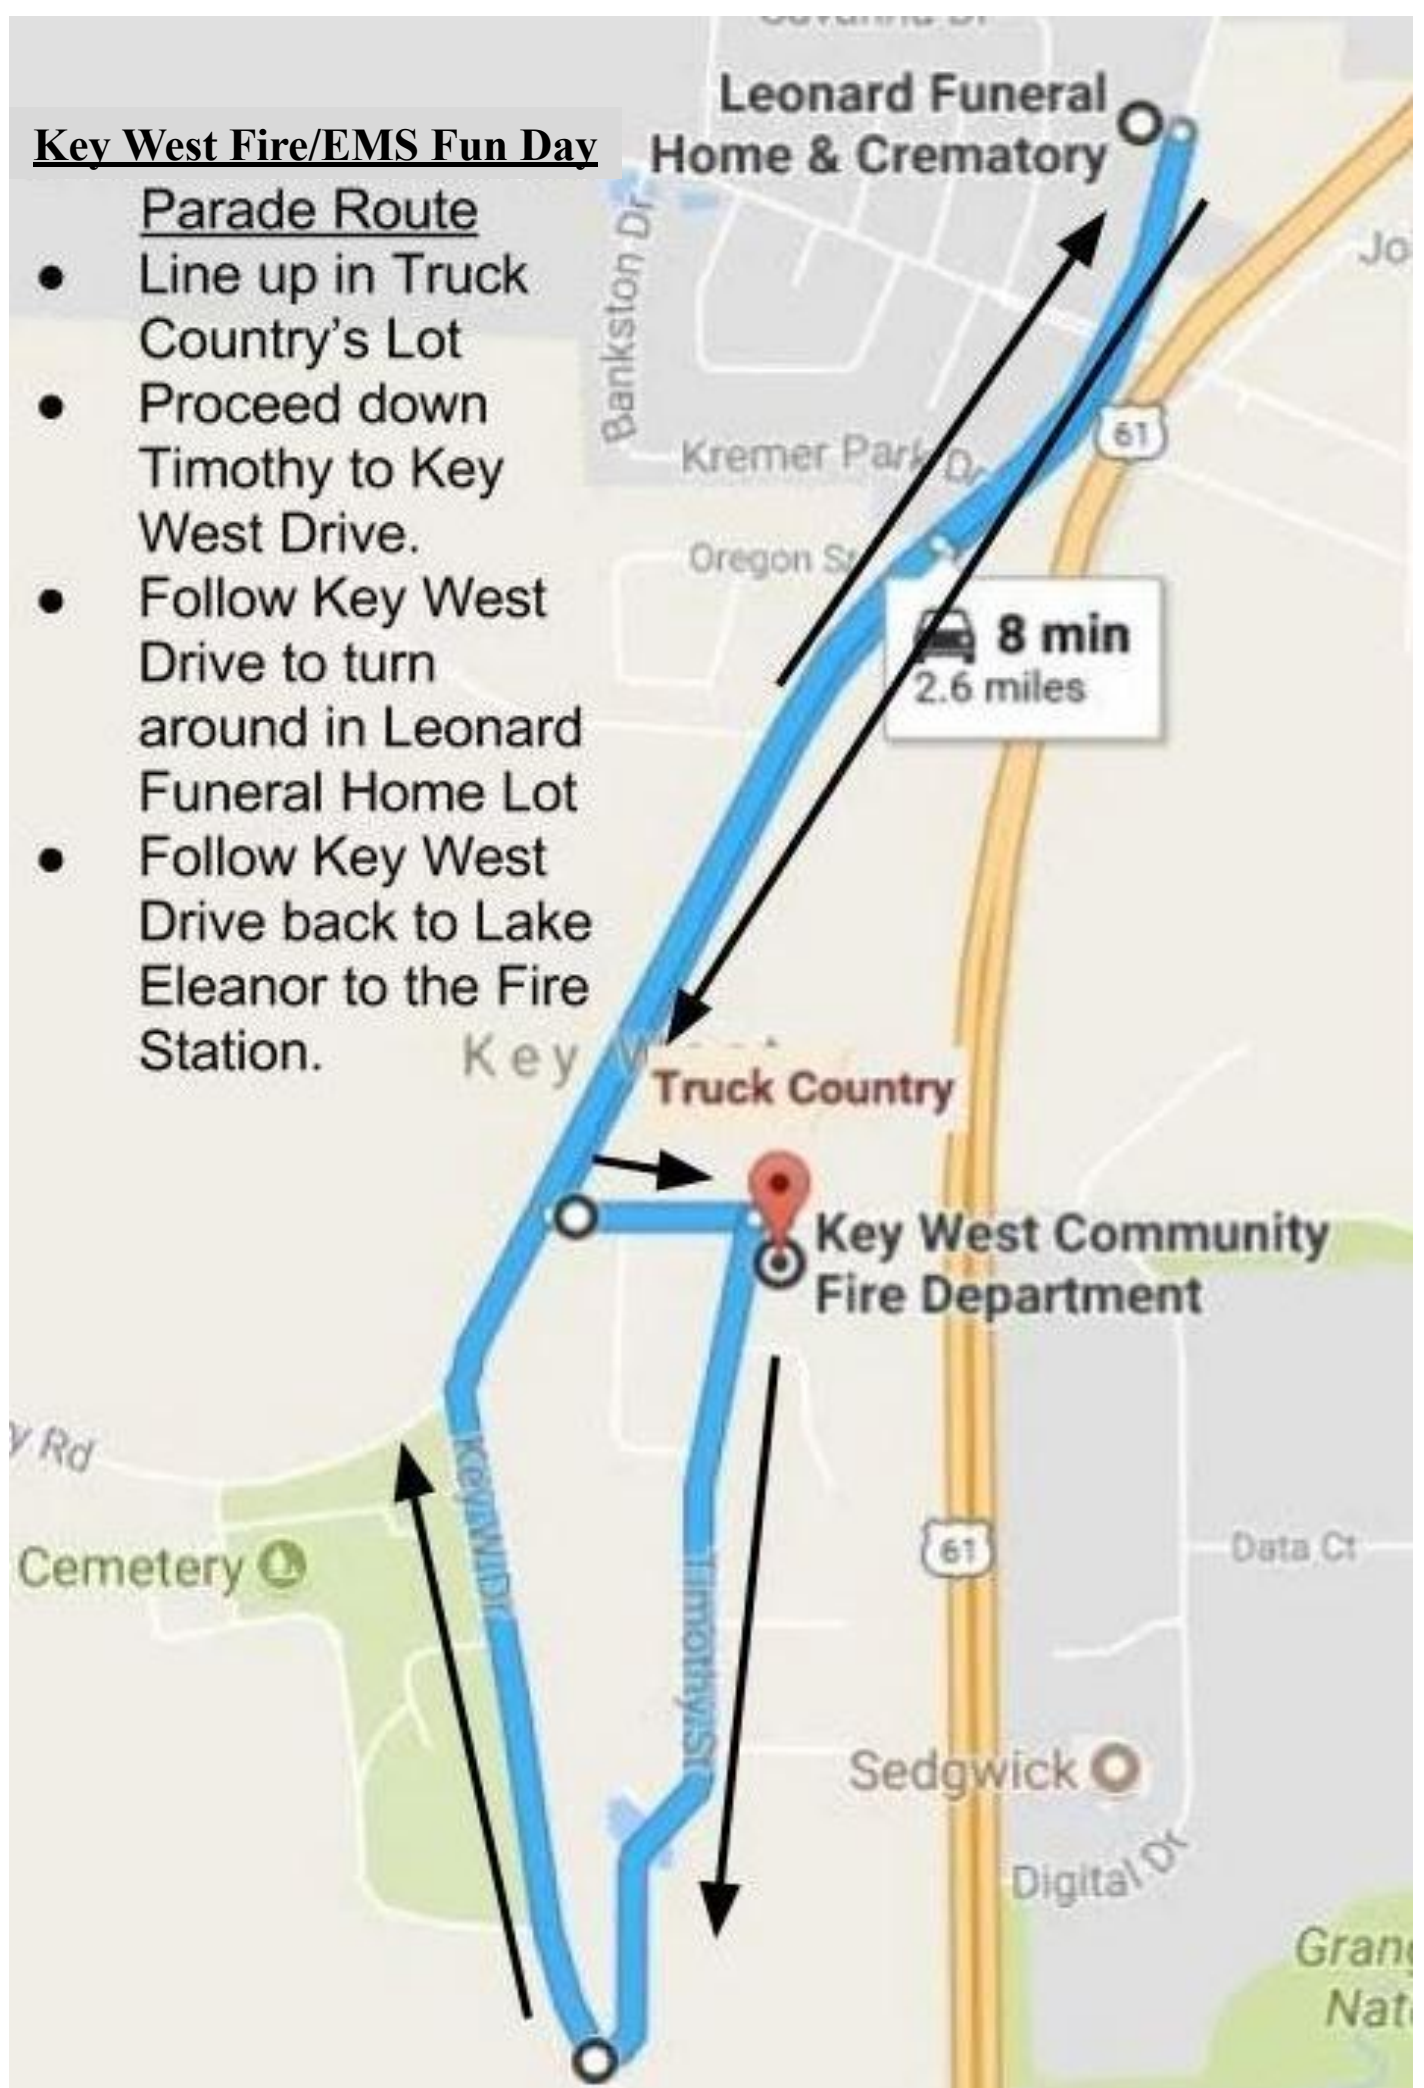 Leonard Funeral
Home & Crematory
Key West Fire/EMS Fun Day
Parade Route
● Line up in Truck
Country's Lot
● Proceed down
Timothy to Key
West Drive.
● Follow Key West
Drive to turn
around in Leonard
Funeral Home Lot
● Follow Key West
Drive back to Lake
Eleanor to the Fire
Station.
Bankston Dr
Jo
61
Kremer Park Dr
Oregon St
8 min
2.6 miles
Key
Truck Country
Key West Community
Fire Department
y Rd
Key W Dr
Cemetery
61
Data Ct
Timothy St
Sedgwick
Digital Dr
Grang
Nat